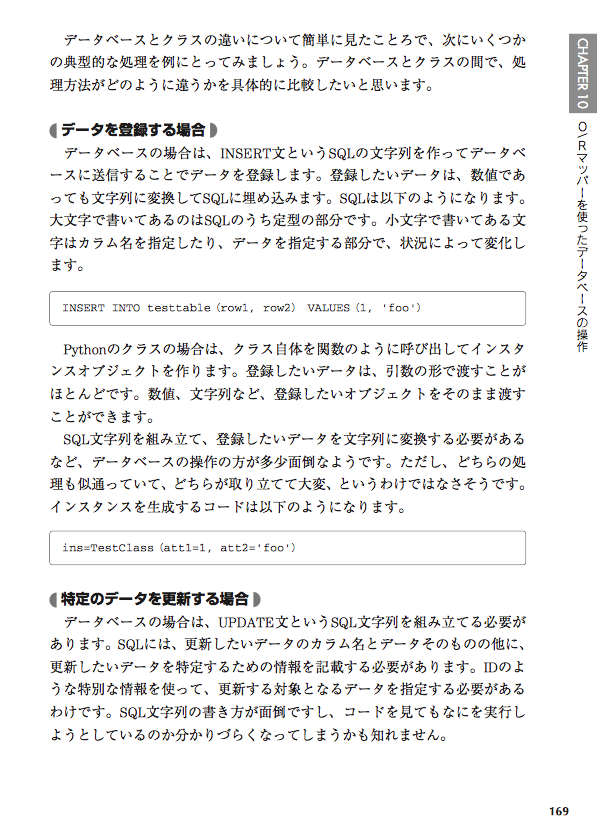 データベースとクラスの違いについて簡単に見たことろで、次にいくつか
の典型的な処理を例にとってみましょう。データベースとクラスの間で、処
理方法がどのように違うかを具体的に比較したいと思います。
データを登録する場合
データベースの場合は、INSERT文というSQLの文字列を作ってデータベ
ースに送信することでデータを登録します。登録したいデータは、数値であ
っても文字列に変換してSQLに埋め込みます。SQLは以下のようになります。
大文字で書いてあるのはSQLのうち定型の部分です。小文字で書いてある文
字はカラム名を指定したり、データを指定する部分で、状況によって変化し
ます。
INSERT INTO testtable (row1, row2) VALUES (1, 'foo')
Pythonのクラスの場合は、クラス自体を関数のように呼び出してインスタ
ンスオブジェクトを作ります。登録したいデータは、引数の形で渡すことが
ほとんどです。数値、文字列など、登録したいオブジェクトをそのまま渡す
ことができます。
SQL文字列を組み立て、登録したいデータを文字列に変換する必要がある
など、データベースの操作の方が多少面倒なようです。ただし、どちらの処
理も似通っていて、どちらが取り立てて大変、というわけではなさそうです。
インスタンスを生成するコードは以下のようになります。
ins=TestClass (att1=1, att2='foo')
特定のデータを更新する場合
データベースの場合は、UPDATE文というSQL文字列を組み立てる必要が
あります。SQLには、更新したいデータのカラム名とデータそのものの他に、
更新したいデータを特定するための情報を記載する必要があります。IDのよ
うな特別な情報を使って、更新する対象となるデータを指定する必要がある
わけです。SQL文字列の書き方が面倒ですし、コードを見てもなにを実行し
ようとしているのか分かりづらくなってしまうかも知れません。
CHAPTER 10
O/Rマッパーを使ったデータベースの操作
169